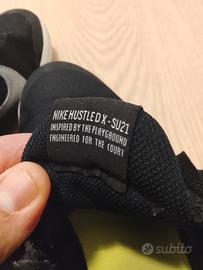 NIKE HUSTLE D X - SU21
INSPIRED BY THE PLAYGROUND
ENGINEERED FOR THE COURT
subito